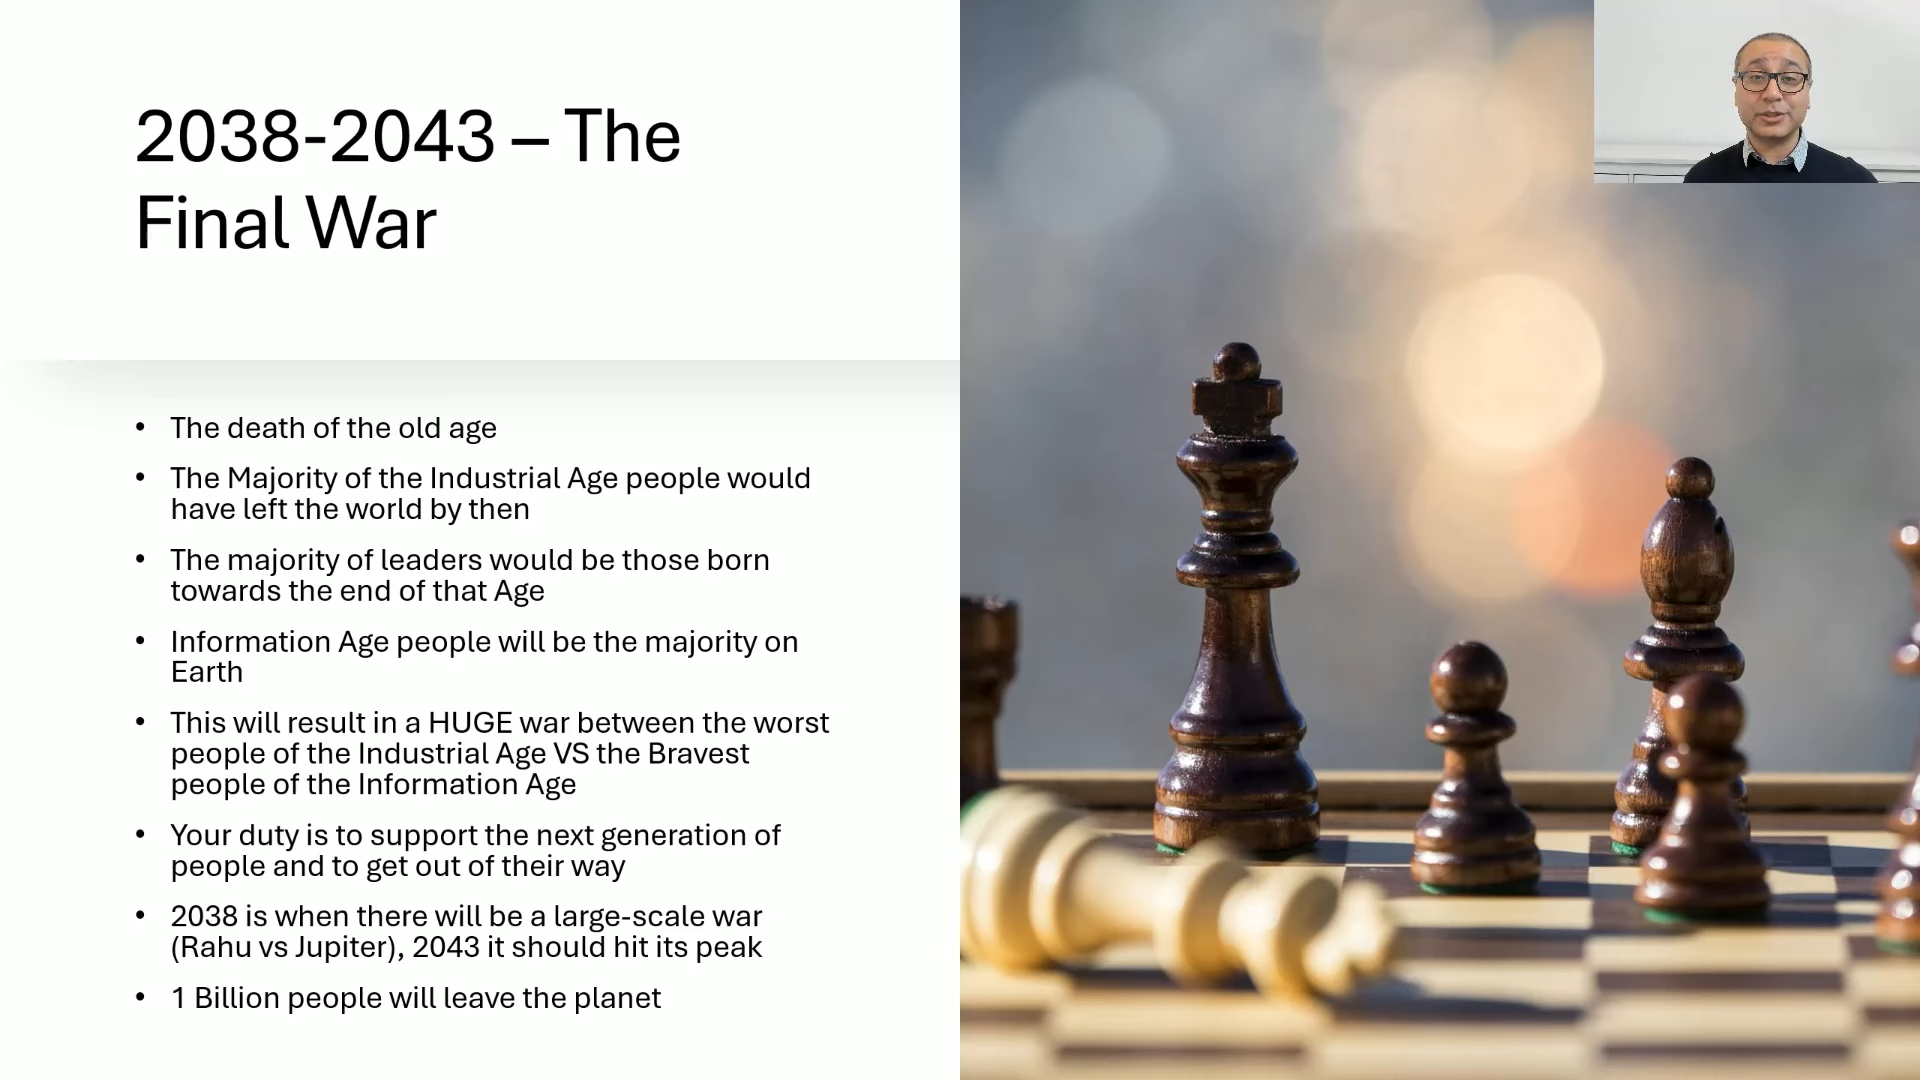 2038-2043 – The
Final War
• The death of the old age
• The Majority of the Industrial Age people would
have left the world by then
• The majority of leaders would be those born
towards the end of that Age
• Information Age people will be the majority on
Earth
• This will result in a HUGE war between the worst
people of the Industrial Age VS the Bravest
people of the Information Age
• Your duty is to support the next generation of
people and to get out of their way
• 2038 is when there will be a large-scale war
(Rahu vs Jupiter), 2043 it should hit its peak
• 1 Billion people will leave the planet